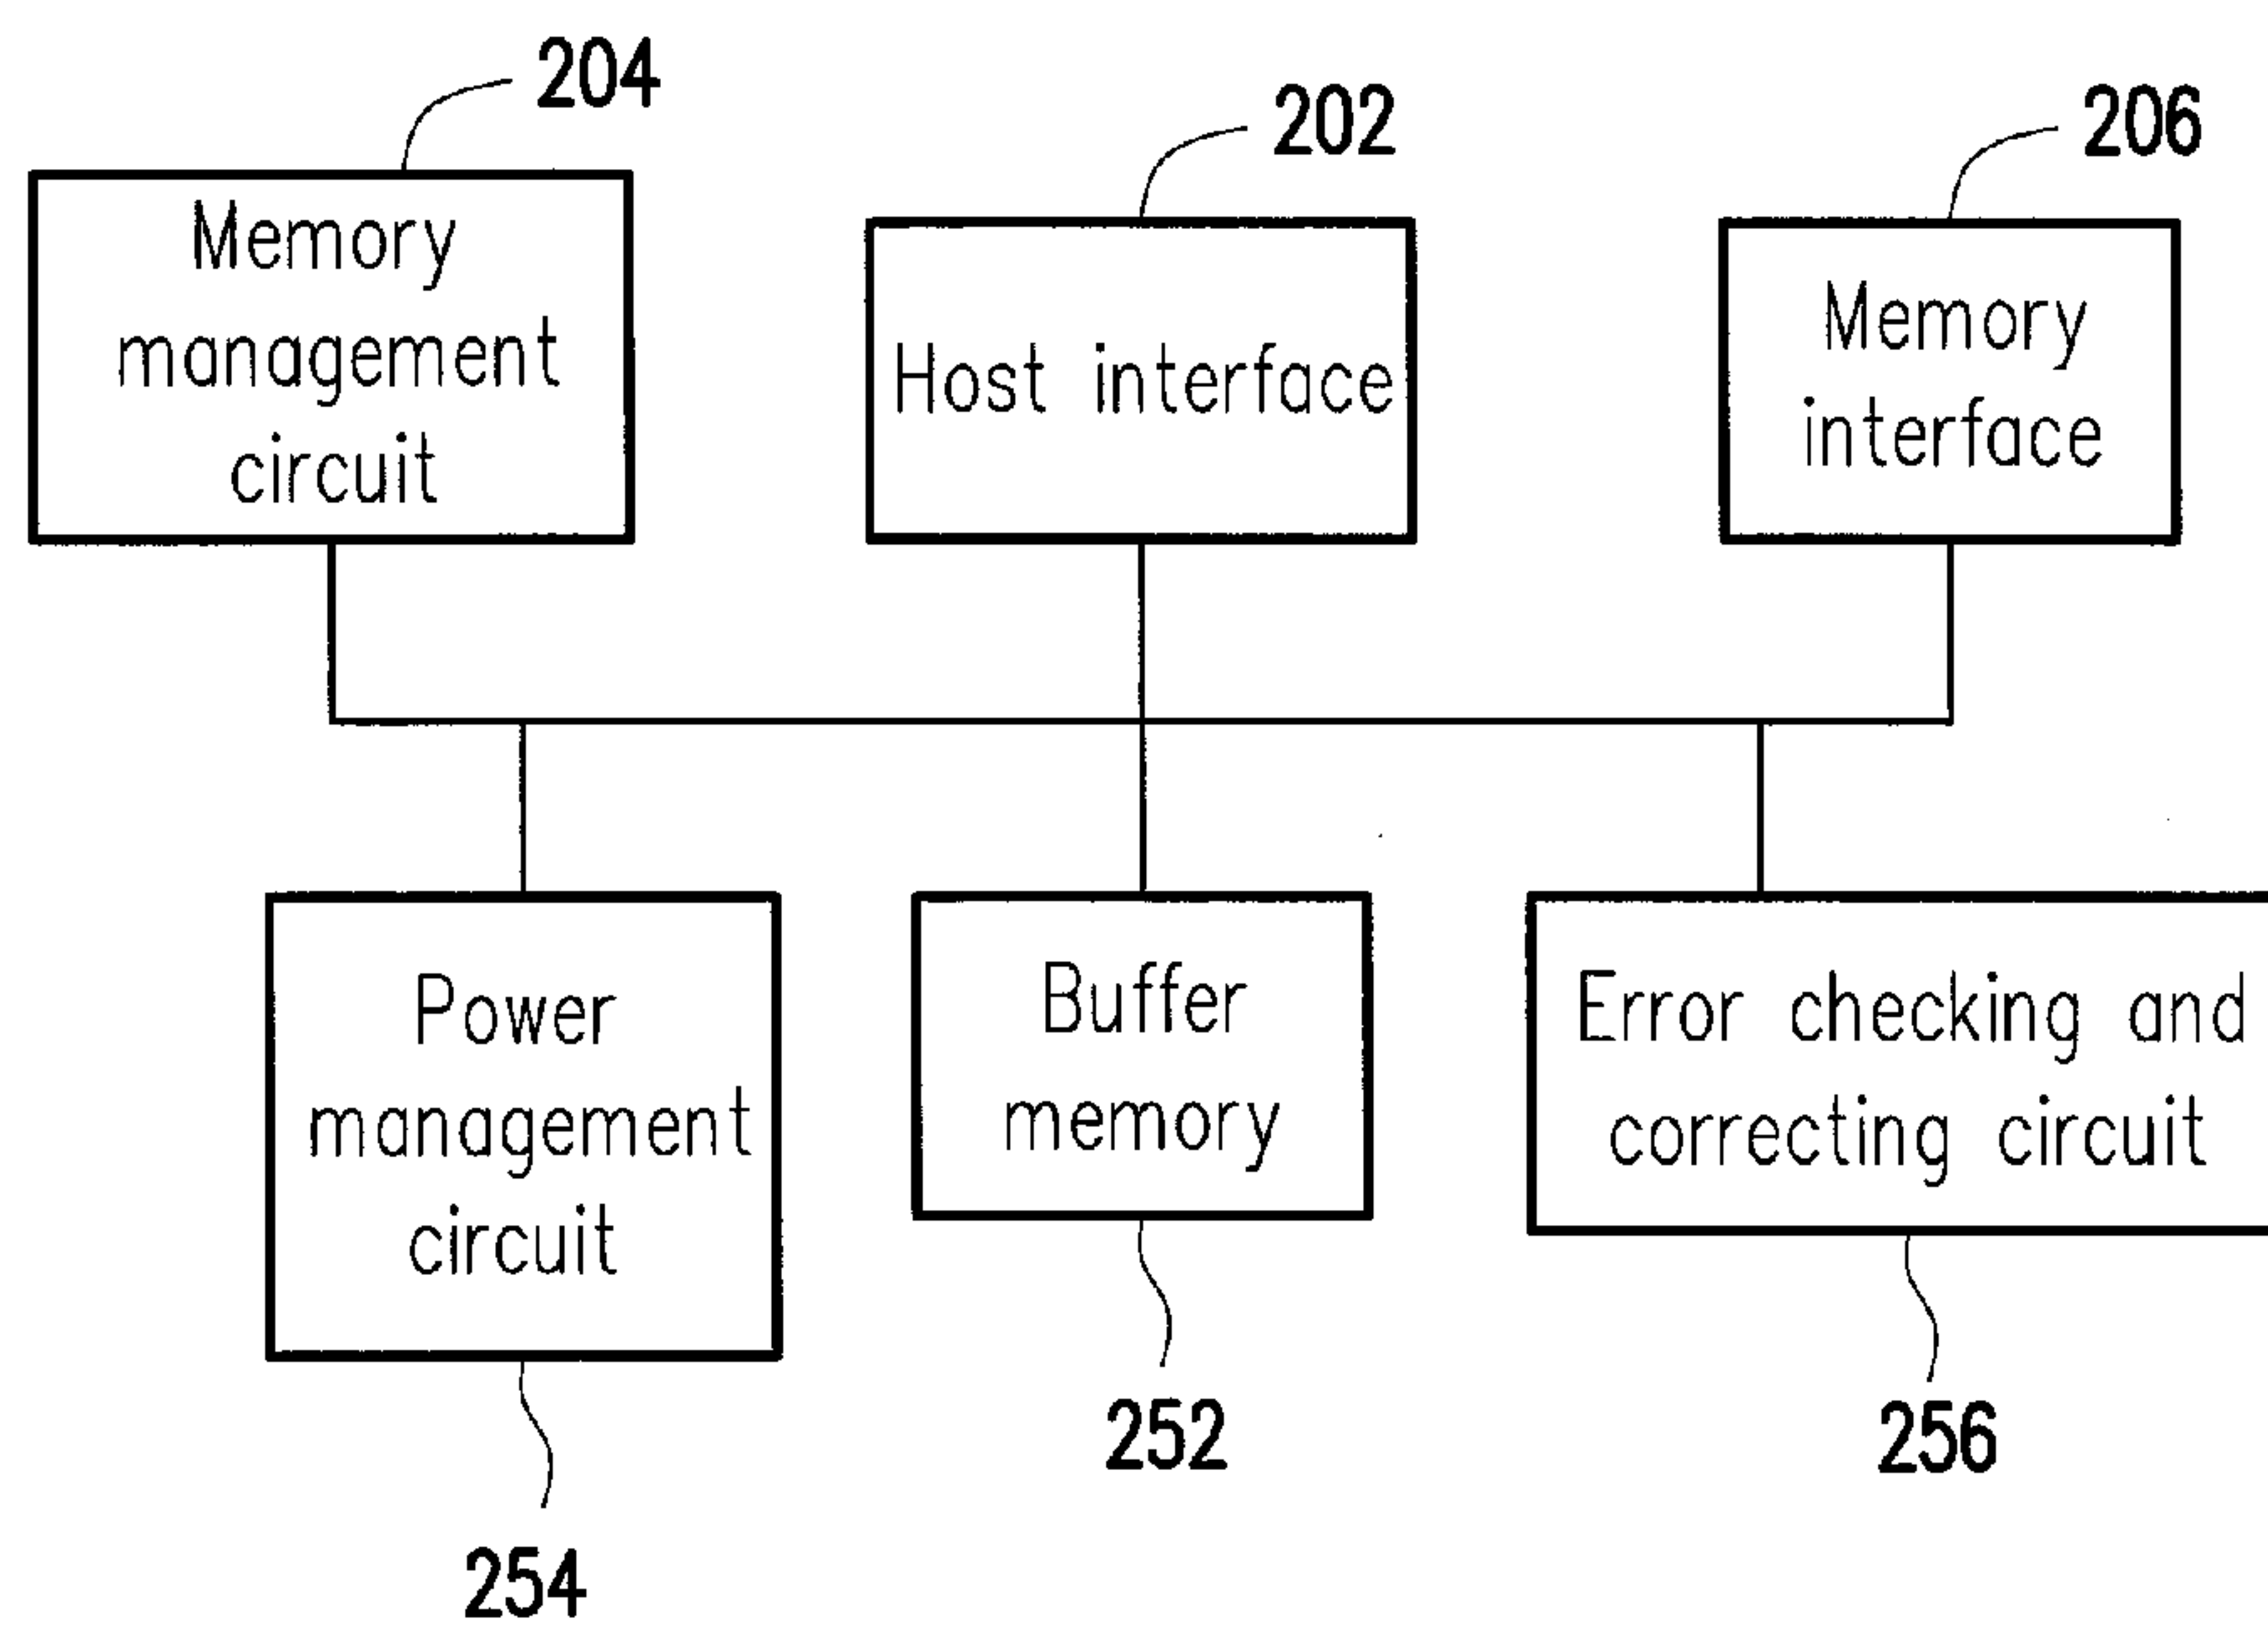 204
202
206
Memory
management
circuit
Host interface
Memory
interface
Power
management
circuit
Buffer
memory
Error checking and
correcting circuit
252
256
254